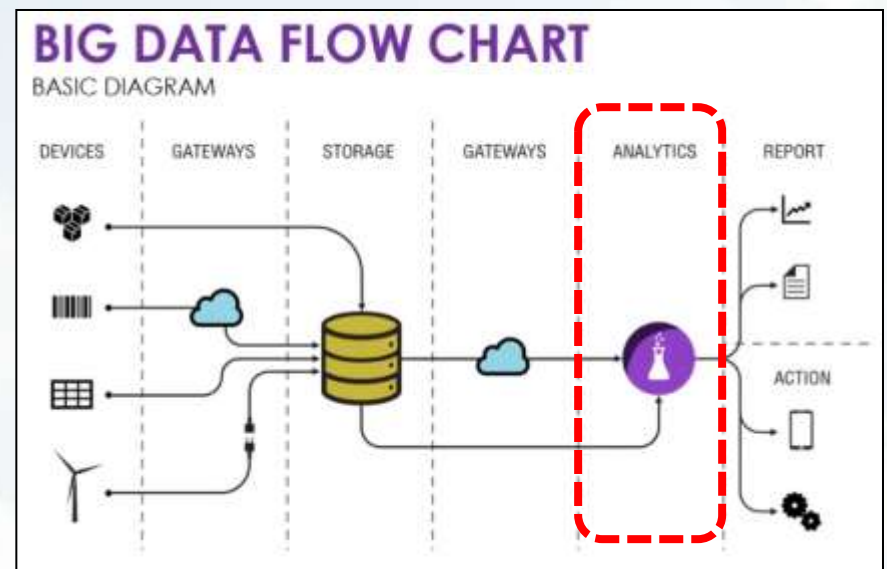 BIG DATA FLOW CHART
BASIC DIAGRAM
DEVICES
GATEWAYS
STORAGE
GATEWAYS
ANALYTICS
REPORT
ACTION